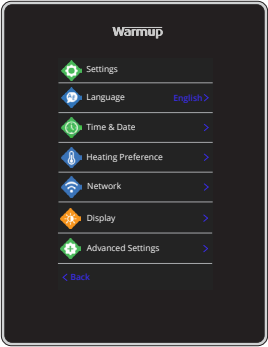 Warmup
Settings
Language English
Time & Date
Heating Preference
Network
Display
Advanced Settings
Back